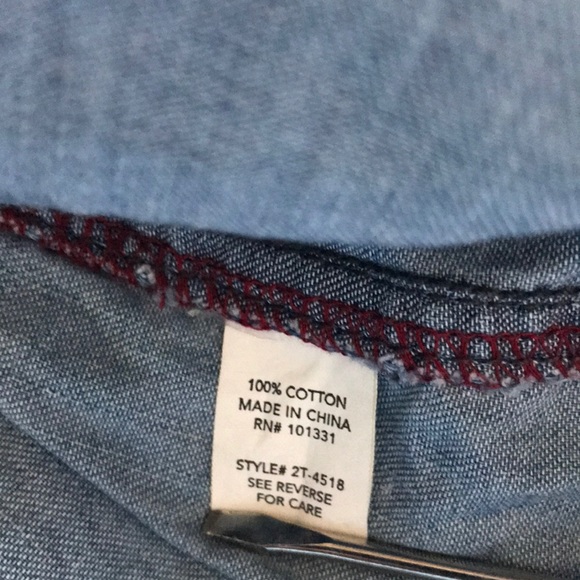 100% COTTON
MADE IN CHINA
RN# 101331
STYLE# 2T-4518
SEE REVERSE
FOR CARE